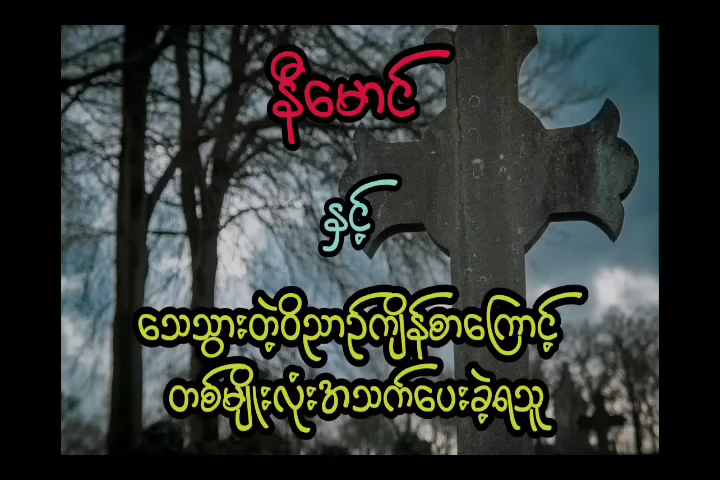 နီမောင်
နှင့်
သေသွားတဲ့ဝိညာဉ်ကျိန်စာကြောင့်
တစ်မျိုးလုံးအသက်ပေးခဲ့ရသူ